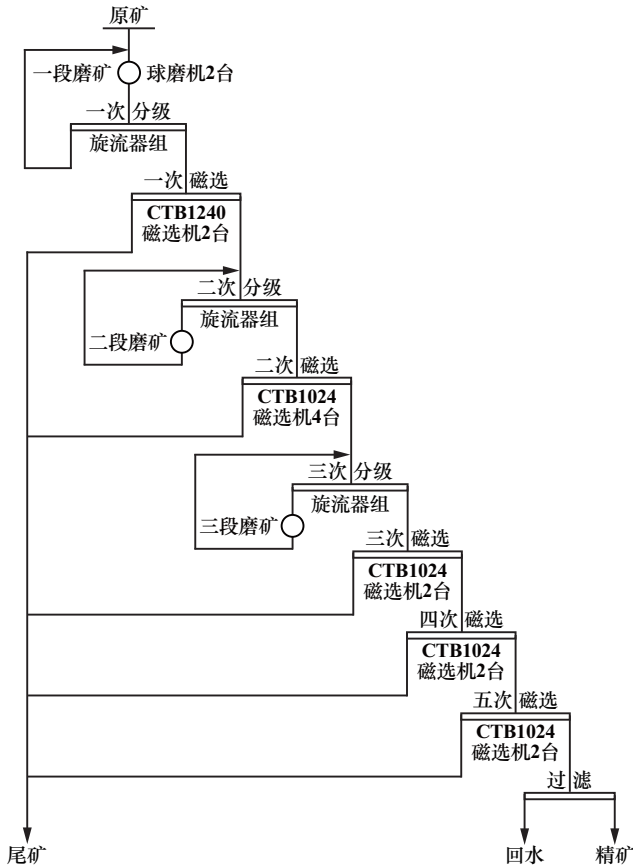 原矿
一段磨矿 球磨机2台
一次 分级
旋流器组
一次 磁选
CTB1240
磁选机2台
二次 分级
旋流器组
二段磨矿
二次 磁选
CTB1024
磁选机4台
三次 分级
旋流器组
三段磨矿
三次 磁选
CTB1024
磁选机2台
四次 磁选
CTB1024
磁选机2台
五次 磁选
CTB1024
磁选机2台
过 滤
尾矿 回水 精矿